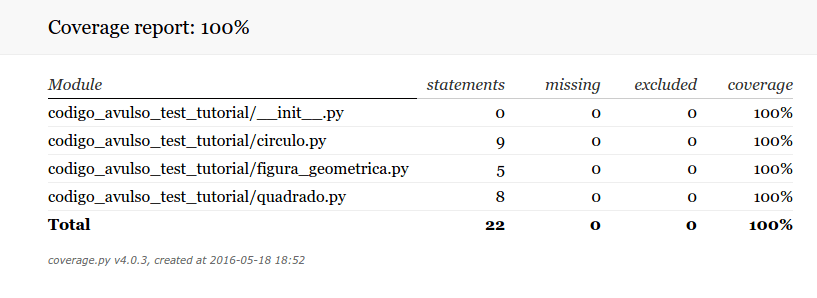 Coverage report: 100%
Module statements missing excluded coverage
codigo_avulso_test_tutorial/__init__.py 0 0 0 100%
codigo_avulso_test_tutorial/circulo.py 9 0 0 100%
codigo_avulso_test_tutorial/figura_geometrica.py 5 0 0 100%
codigo_avulso_test_tutorial/quadrado.py 8 0 0 100%
Total 22 0 0 100%
coverage.py v4.0.3, created at 2016-05-18 18:52